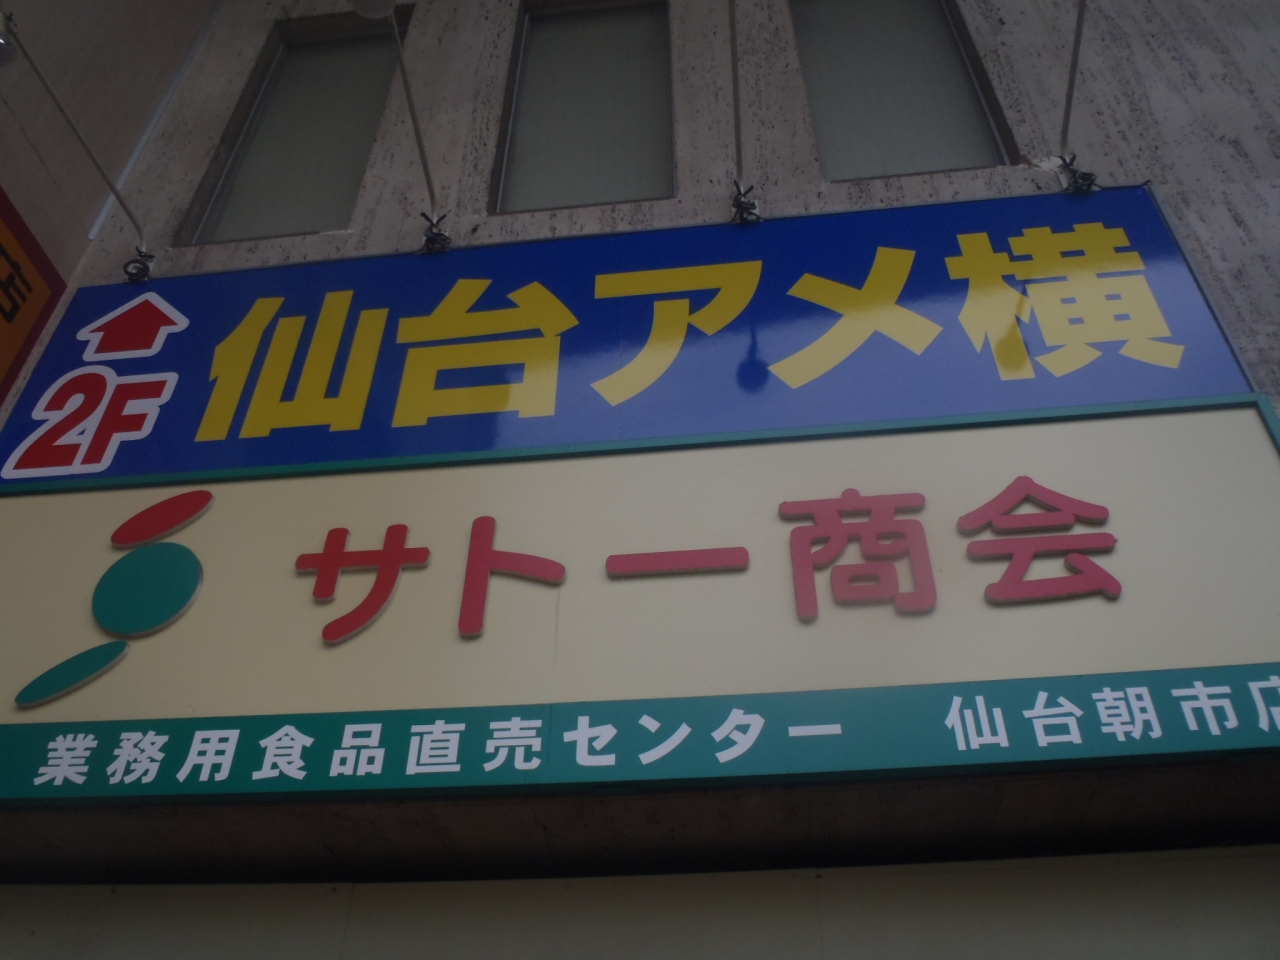 2F 仙台アメ横
サトー商会
業務用食品直売センター 仙台朝市店